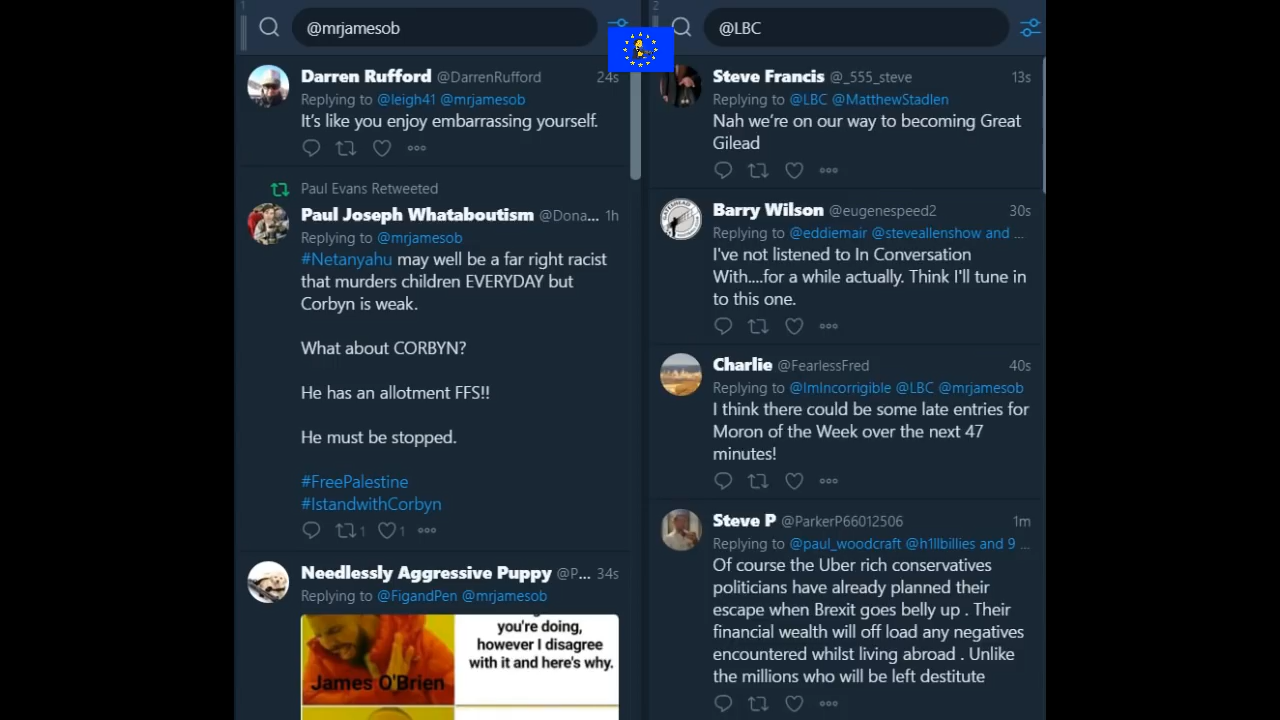 1
@mrjamesob
Darren Rufford @DarrenRufford 24s
Replying to @leigh41 @mrjamesob
It's like you enjoy embarrassing yourself.
Paul Evans Retweeted
Paul Joseph Whataboutism @Dona... 1h
Replying to @mrjamesob
#Netanyahu may well be a far right racist
that murders children EVERYDAY but
Corbyn is weak.
What about CORBYN?
He has an allotment FFS!!
He must be stopped.
#FreePalestine
#IstandwithCorbyn
1 1
Needlessly Aggressive Puppy @P... 34s
Replying to @FigandPen @mrjamesob
you're doing,
however I disagree
with it and here's why.
James O'Brien
2
@LBC
Steve Francis @_555_steve 13s
Replying to @LBC @MatthewStadlen
Nah we're on our way to becoming Great
Gilead
Barry Wilson @eugenespeed2 30s
Replying to @eddiemair @steveallenshow and ...
I've not listened to In Conversation
With....for a while actually. Think I'll tune in
to this one.
Charlie @FearlessFred 40s
Replying to @ImIncorrigible @LBC @mrjamesob
I think there could be some late entries for
Moron of the Week over the next 47
minutes!
Steve P @ParkerP66012506 1m
Replying to @paul_woodcraft @h1llbillies and 9 ...
Of course the Uber rich conservatives
politicians have already planned their
escape when Brexit goes belly up . Their
financial wealth will off load any negatives
encountered whilst living abroad . Unlike
the millions who will be left destitute